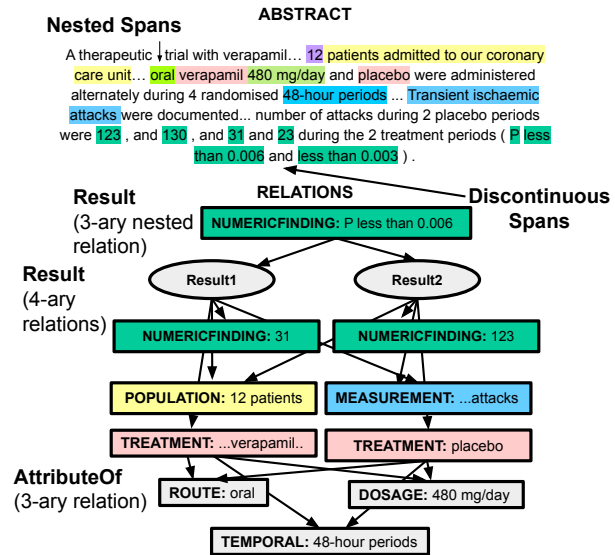 ABSTRACT
Nested Spans
A therapeutic trial with verapamil... 12 patients admitted to our coronary
care unit... oral verapamil 480 mg/day and placebo were administered
alternately during 4 randomised 48-hour periods ... Transient ischaemic
attacks were documented... number of attacks during 2 placebo periods
were 123 , and 130 , and 31 and 23 during the 2 treatment periods ( P less
than 0.006 and less than 0.003 ) .
RELATIONS
Discontinuous
Spans
Result
(3-ary nested
relation)
NUMERICFINDING: P less than 0.006
Result
(4-ary
relations)
Result1
Result2
NUMERICFINDING: 31
NUMERICFINDING: 123
POPULATION: 12 patients
MEASUREMENT: ...attacks
TREATMENT: ...verapamil..
TREATMENT: placebo
AttributeOf
(3-ary relation)
ROUTE: oral
DOSAGE: 480 mg/day
TEMPORAL: 48-hour periods